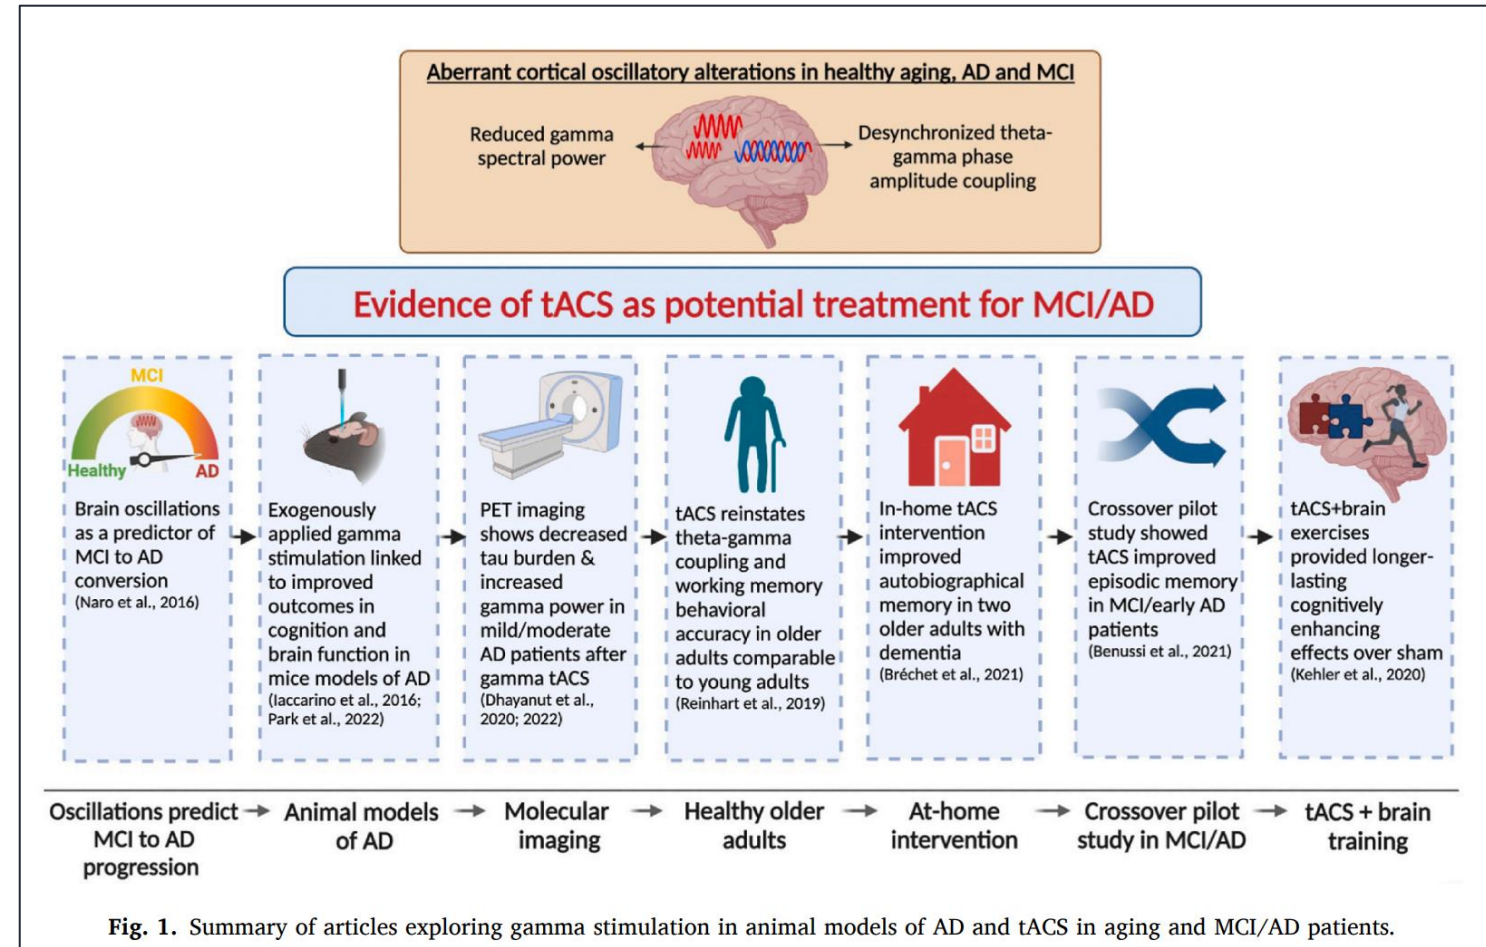 Aberrant cortical oscillatory alterations in healthy aging, AD and MCI
Reduced gamma
spectral power
Desynchronized theta-
gamma phase
amplitude coupling
Evidence of tACS as potential treatment for MCI/AD
MCI
Healthy
AD
Brain oscillations
as a predictor of
MCI to AD
conversion
(Naro et al., 2016)
Exogenously
applied gamma
stimulation linked
to improved
outcomes in
cognition and
brain function in
mice models of AD
(Iaccarino et al., 2016;
Park et al., 2022)
PET imaging
shows decreased
tau burden &
increased
gamma power in
mild/moderate
AD patients after
gamma tACS
(Dhayanut et al.,
2020; 2022)
tACS reinstates
theta-gamma
coupling and
working memory
behavioral
accuracy in older
adults comparable
to young adults
(Reinhart et al., 2019)
In-home tACS
intervention
improved
autobiographical
memory in two
older adults with
dementia
(Bréchet et al., 2021)
Crossover pilot
study showed
tACS improved
episodic memory
in MCI/early AD
patients
(Benussi et al., 2021)
tACS+brain
exercises
provided longer-
lasting
cognitively
enhancing
effects over sham
(Kehler et al., 2020)
Oscillations predict
MCI to AD
progression
Animal models
of AD
Molecular
imaging
Healthy older
adults
At-home
intervention
Crossover pilot
study in MCI/AD
tACS + brain
training
Fig. 1. Summary of articles exploring gamma stimulation in animal models of AD and tACS in aging and MCI/AD patients.